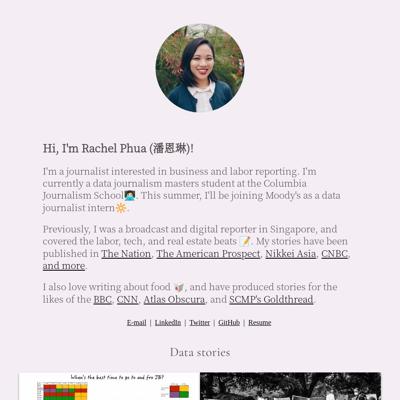 Hi, I'm Rachel Phua (潘恩琳)!
I'm a journalist interested in business and labor reporting. I'm
currently a data journalism masters student at the Columbia
Journalism School👩🏻‍💻. This summer, I'll be joining Moody's as a data
journalist intern🔆.
Previously, I was a broadcast and digital reporter in Singapore, and
covered the labor, tech, and real estate beats 📝. My stories have been
published in The Nation, The American Prospect, Nikkei Asia, CNBC,
and more.
I also love writing about food 🥡, and have produced stories for the
likes of the BBC, CNN, Atlas Obscura, and SCMP's Goldthread.
E-mail | LinkedIn | Twitter | GitHub | Resume
Data stories
When's the best time to go to and fro JB?